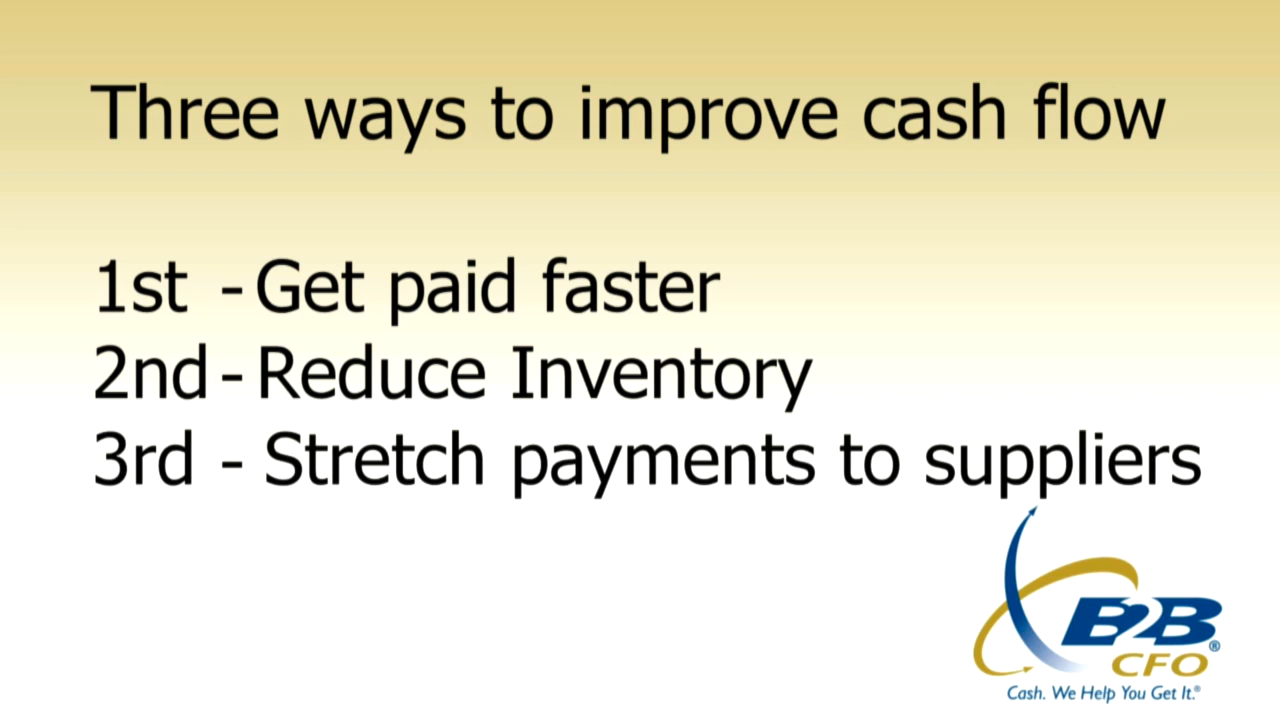 Three ways to improve cash flow
1st - Get paid faster
2nd - Reduce Inventory
3rd - Stretch payments to suppliers
B2B®
CFO
Cash. We Help You Get It.®